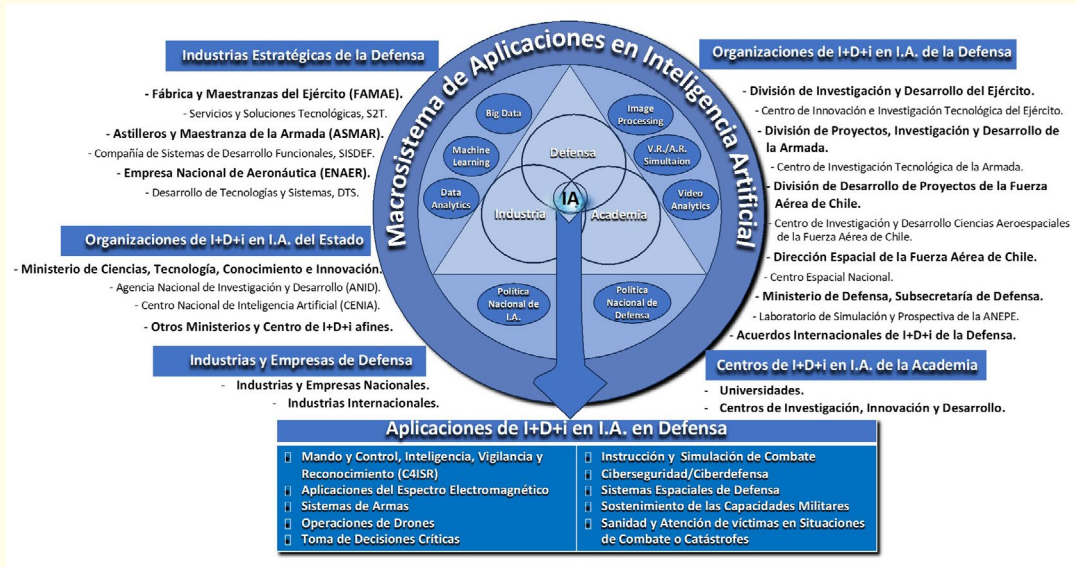 Macrosistema de Aplicaciones en Inteligencia Artificial
Industrias Estratégicas de la Defensa
- Fábrica y Maestranzas del Ejército (FAMAE).
- Servicios y Soluciones Tecnológicas, S2T.
- Astilleros y Maestranza de la Armada (ASMAR).
- Compañía de Sistemas de Desarrollo Funcionales, SISDEF.
- Empresa Nacional de Aeronáutica (ENAER).
- Desarrollo de Tecnologías y Sistemas, DTS.
Organizaciones de I+D+i en I.A. del Estado
- Ministerio de Ciencias, Tecnología, Conocimiento e Innovación.
- Agencia Nacional de Investigación y Desarrollo (ANID).
- Centro Nacional de Inteligencia Artificial (CENIA).
- Otros Ministerios y Centro de I+D+i afines.
Industrias y Empresas de Defensa
- Industrias y Empresas Nacionales.
- Industrias Internacionales.
Big Data
Machine
Learning
Data
Analytics
Image
Processing
V.R./A.R.
Simultaion
Video
Analytics
Defensa
IA
Industria
Academia
Política
Nacional de
I.A.
Política
Nacional de
Defensa
Organizaciones de I+D+i en I.A. de la Defensa
- División de Investigación y Desarrollo del Ejército.
- Centro de Innovación e Investigación Tecnológica del Ejército.
- División de Proyectos, Investigación y Desarrollo de
la Armada.
- Centro de Investigación Tecnológica de la Armada.
- División de Desarrollo de Proyectos de la Fuerza
Aérea de Chile.
- Centro de Investigación y Desarrollo Ciencias Aeroespaciales
de la Fuerza Aérea de Chile.
- Dirección Espacial de la Fuerza Aérea de Chile.
- Centro Espacial Nacional.
- Ministerio de Defensa, Subsecretaría de Defensa.
- Laboratorio de Simulación y Prospectiva de la ANEPE.
- Acuerdos Internacionales de I+D+i de la Defensa.
Centros de I+D+i en I.A. de la Academia
- Universidades.
- Centros de Investigación, Innovación y Desarrollo.
Aplicaciones de I+D+i en I.A. en Defensa
Mando y Control, Inteligencia, Vigilancia y
Reconocimiento (C4ISR)
Aplicaciones del Espectro Electromagnético
Sistemas de Armas
Operaciones de Drones
Toma de Decisiones Críticas
Instrucción y Simulación de Combate
Ciberseguridad/Ciberdefensa
Sistemas Espaciales de Defensa
Sostenimiento de las Capacidades Militares
Sanidad y Atención de víctimas en Situaciones
de Combate o Catástrofes